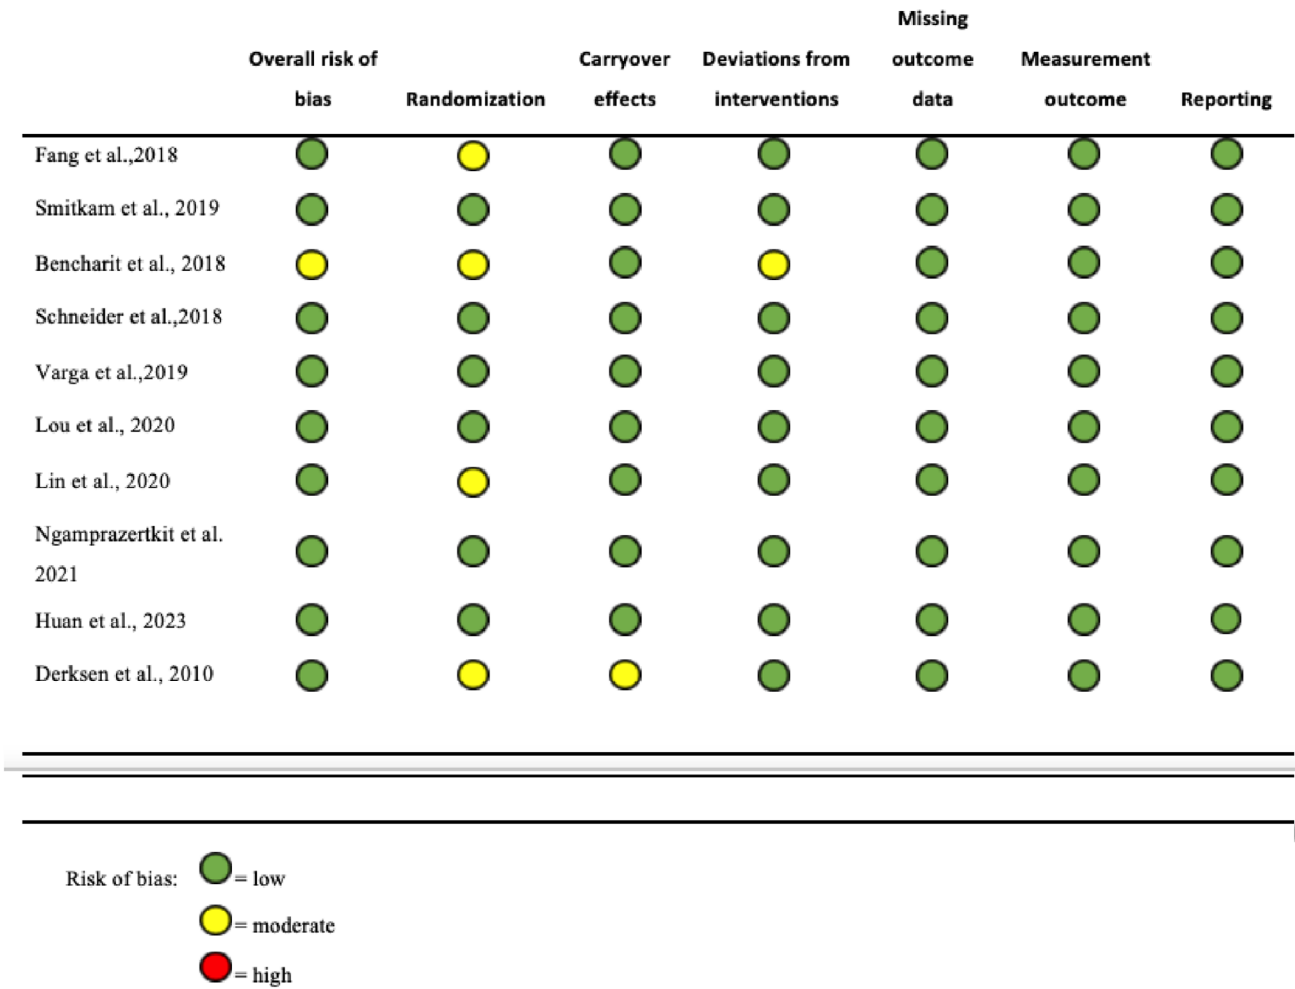 Missing
Overall risk of Carryover Deviations from outcome Measurement
bias Randomization effects interventions data outcome Reporting
Fang et al.,2018
Smitkam et al., 2019
Bencharit et al., 2018
Schneider et al.,2018
Varga et al.,2019
Lou et al., 2020
Lin et al., 2020
Ngamprazertkit et al.
2021
Huan et al., 2023
Derksen et al., 2010
Risk of bias: = low
= moderate
= high